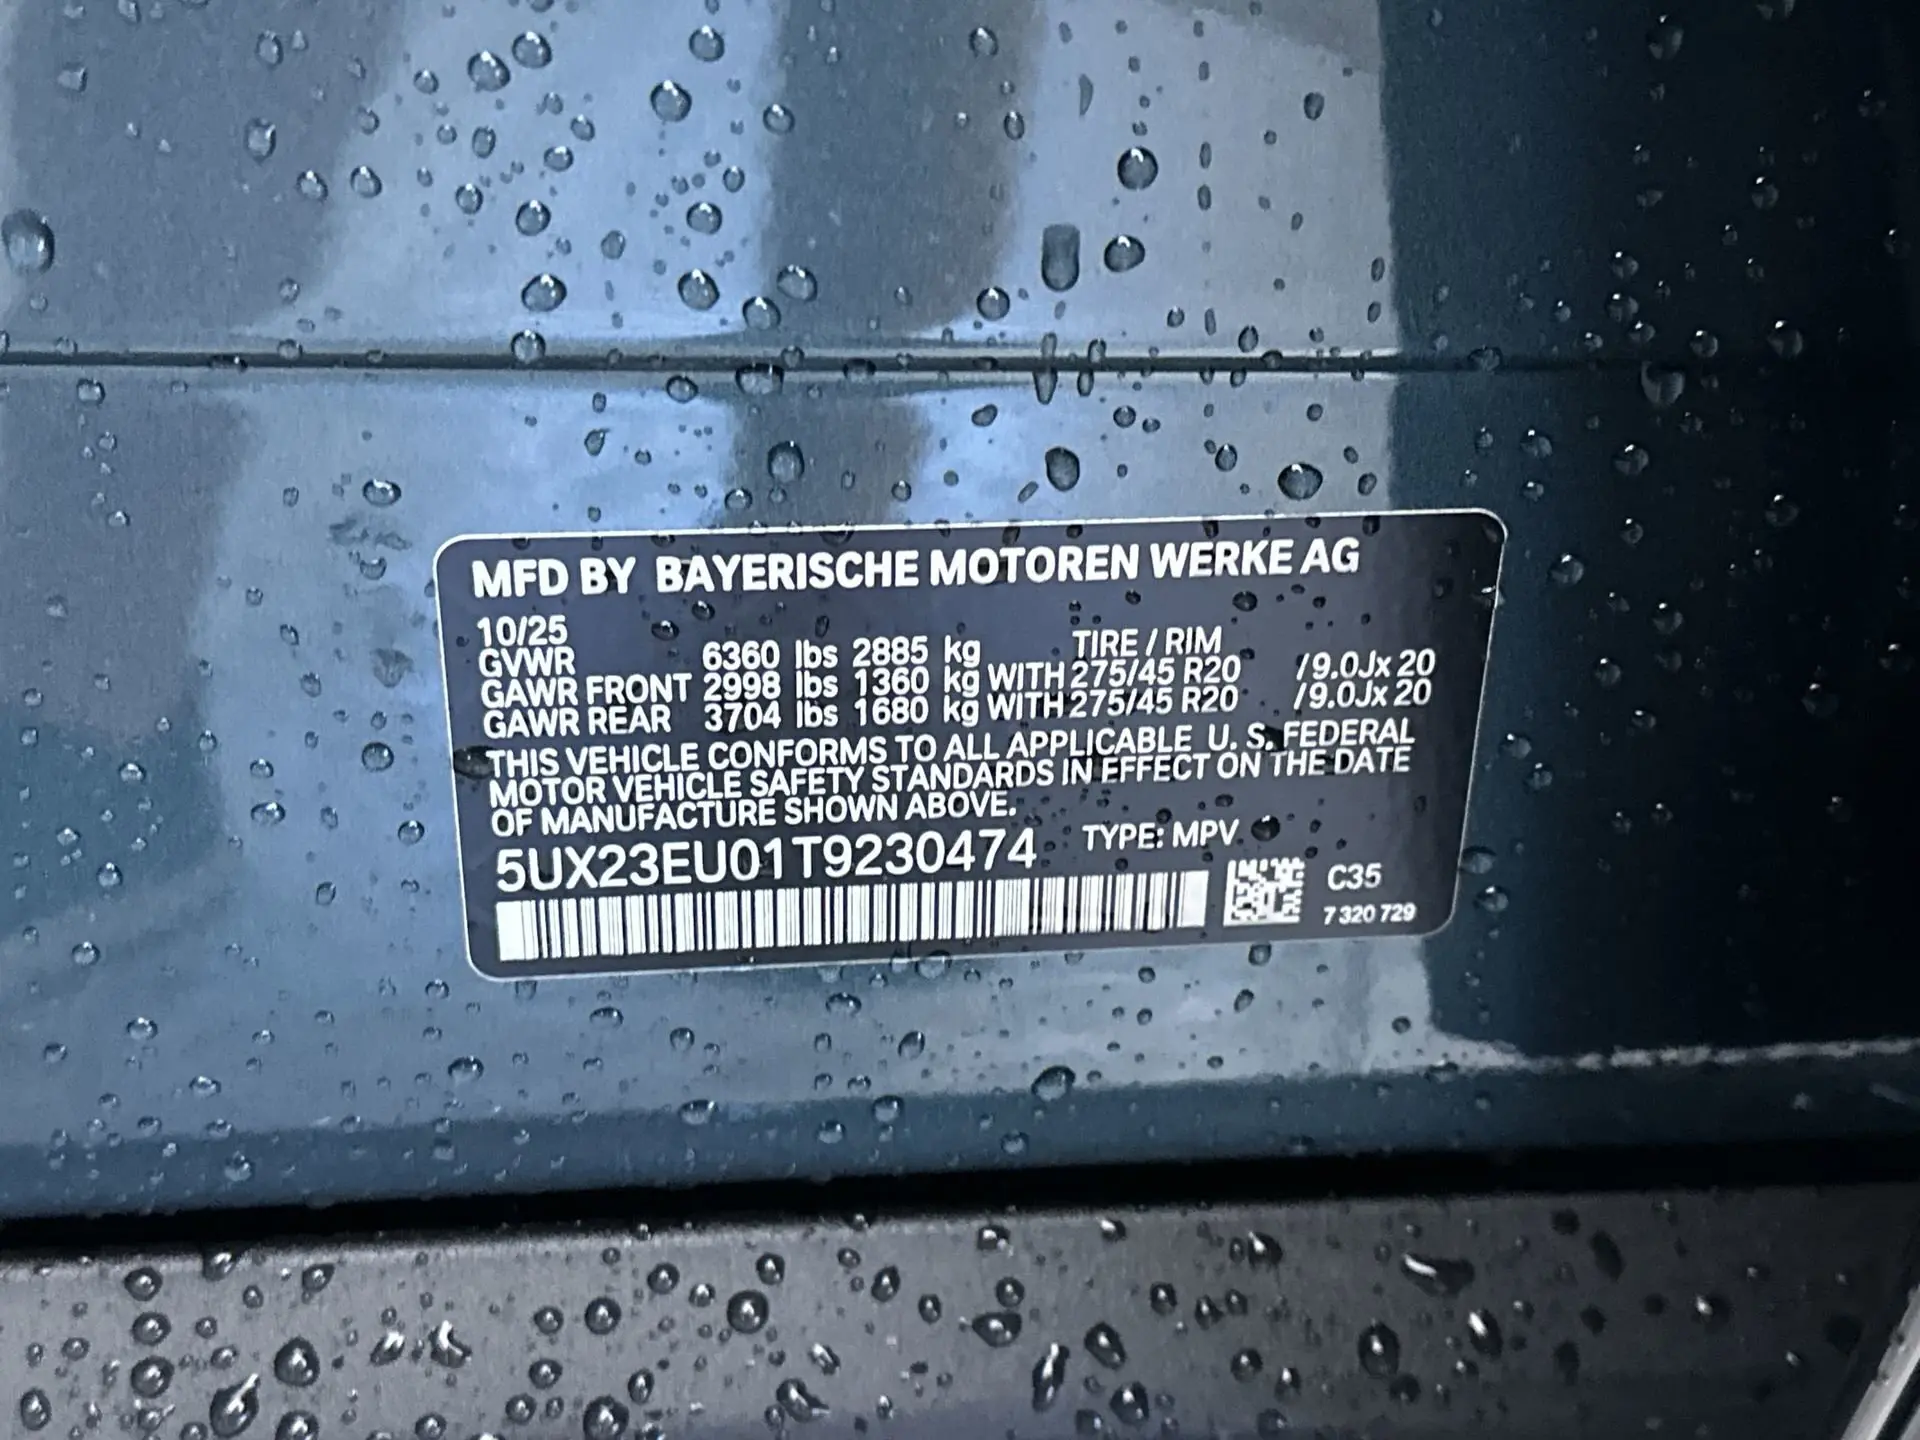 MFD BY BAYERISCHE MOTOREN WERKE AG
10/25
TIRE / RIM
GVWR 6360 lbs 2885 kg
GAWR FRONT 2998 lbs 1360 kg WITH 275/45 R20 /9.0Jx 20
GAWR REAR 3704 lbs 1680 kg WITH 275/45 R20 /9.0Jx 20
THIS VEHICLE CONFORMS TO ALL APPLICABLE U. S. FEDERAL
MOTOR VEHICLE SAFETY STANDARDS IN EFFECT ON THE DATE
OF MANUFACTURE SHOWN ABOVE.
5UX23EU01T9230474 TYPE: MPV
C35
7 320 729